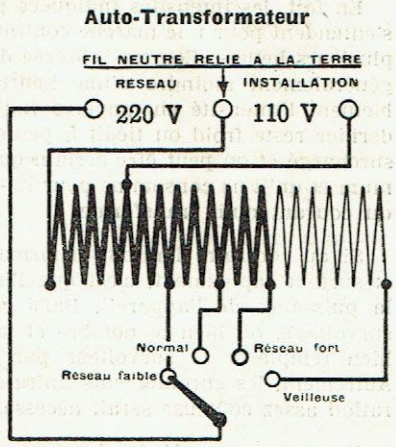 Auto-Transformateur
FIL NEUTRE RELIE A LA TERRE
RESEAU INSTALLATION
220 V 110 V
Normal
Réseau fort
Réseau faible
Veilleuse